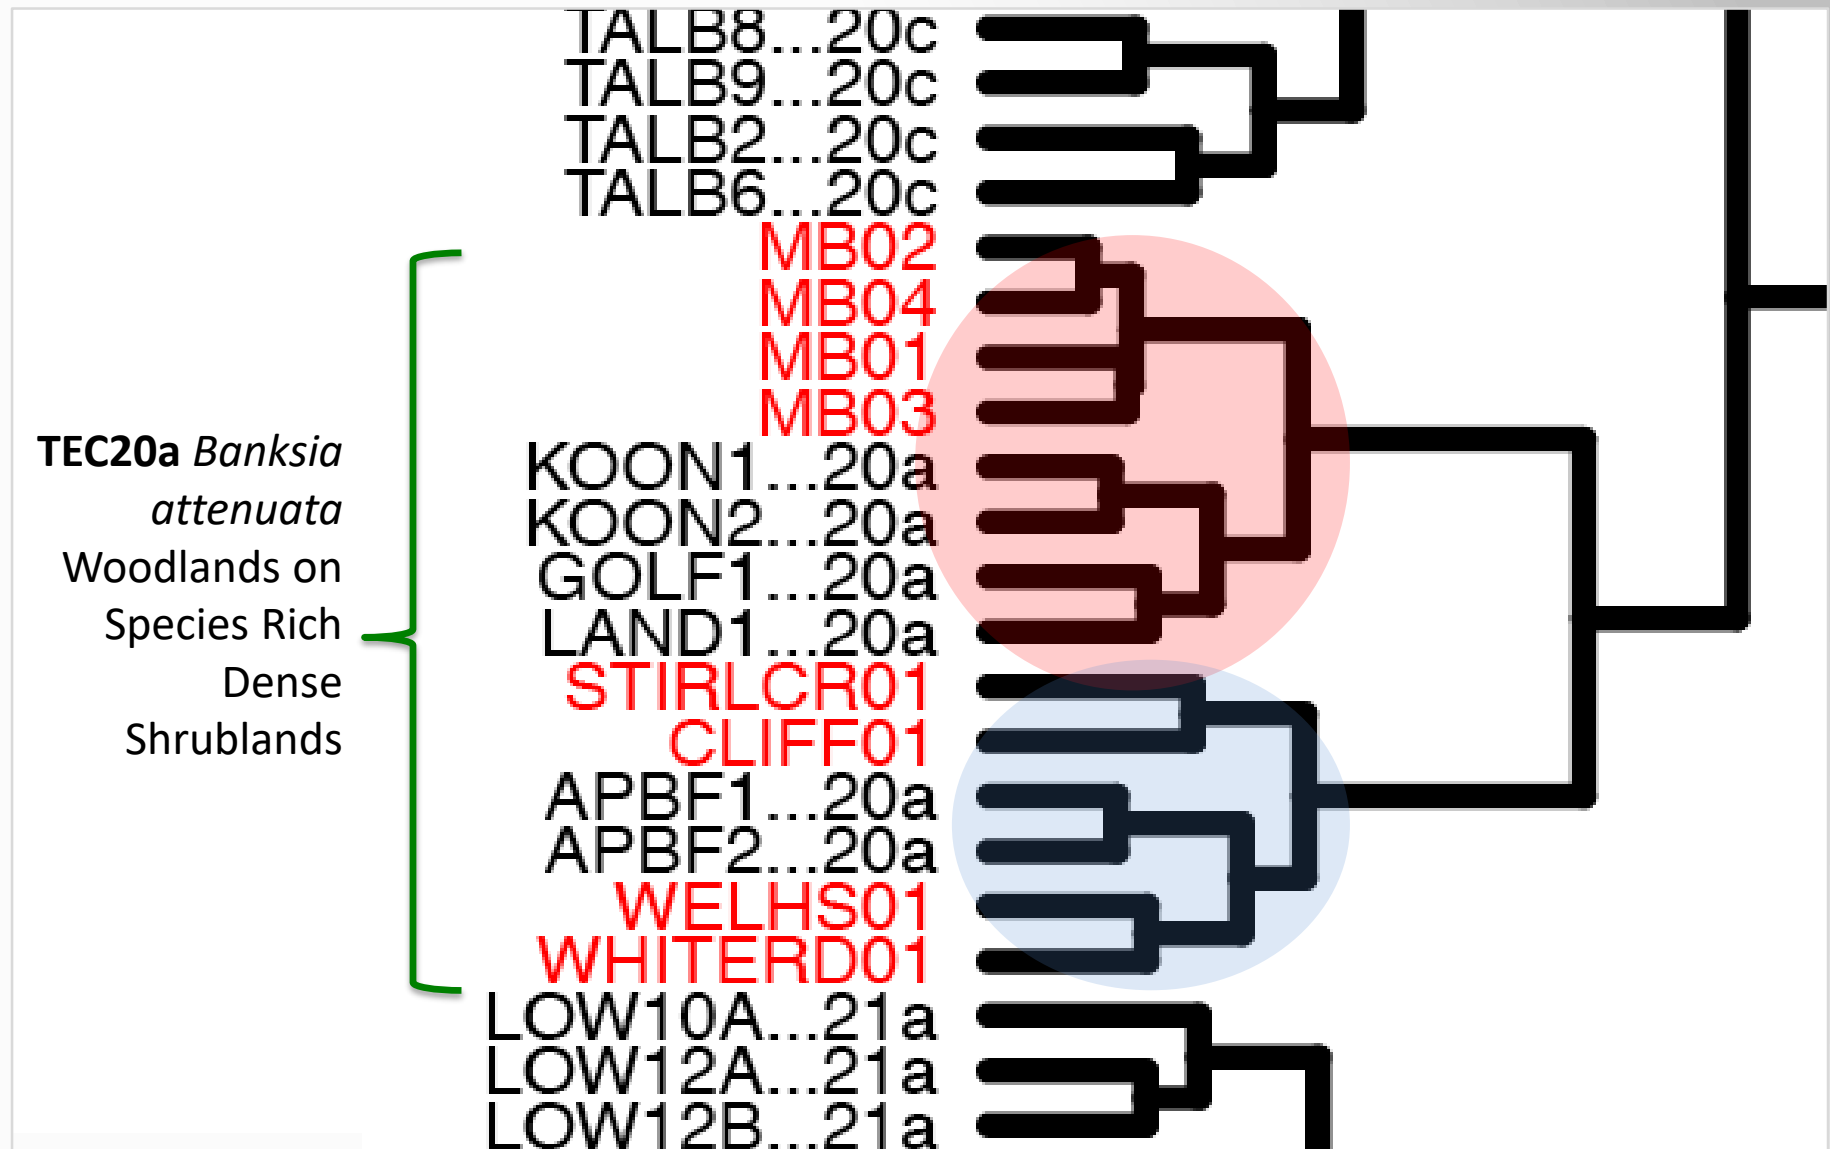 TALB8...20c
TALB9...20c
TALB2...20c
TALB6...20c
MB02
MB04
MB01
MB03
KOON1...20a
KOON2...20a
GOLF1...20a
LAND1...20a
STIRLCR01
CLIFF01
APBF1...20a
APBF2...20a
WELHS01
WHITERD01
LOW10A...21a
LOW12A...21a
LOW12B...21a
TEC20a Banksia
attenuata
Woodlands on
Species Rich
Dense
Shrublands